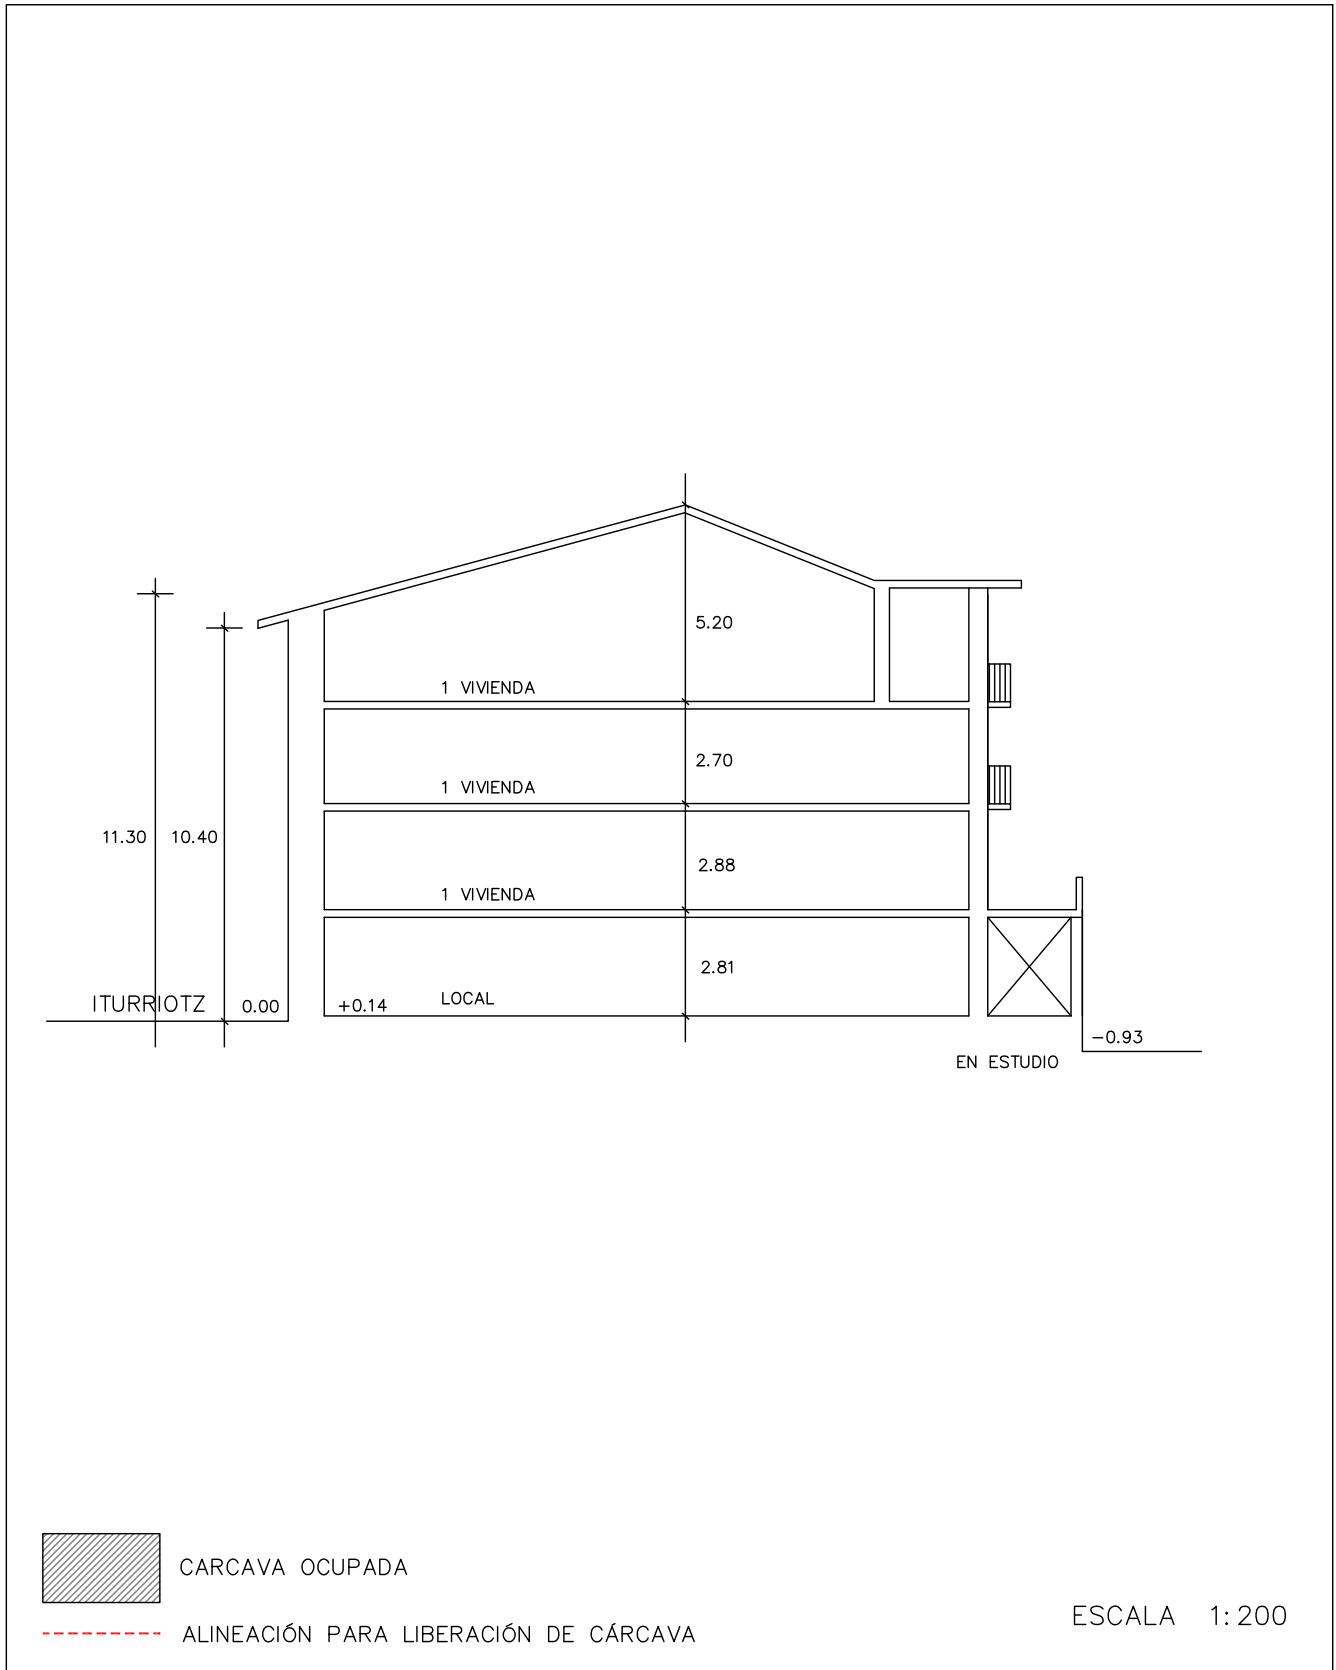 5.20
1 VIVIENDA
2.70
1 VIVIENDA
11.30
10.40
2.88
1 VIVIENDA
2.81
LOCAL
ITURRIOTZ
0.00
+0.14
-0.93
EN ESTUDIO
CARCAVA OCUPADA
ESCALA 1:200
ALINEACIÓN PARA LIBERACIÓN DE CÁRCAVA